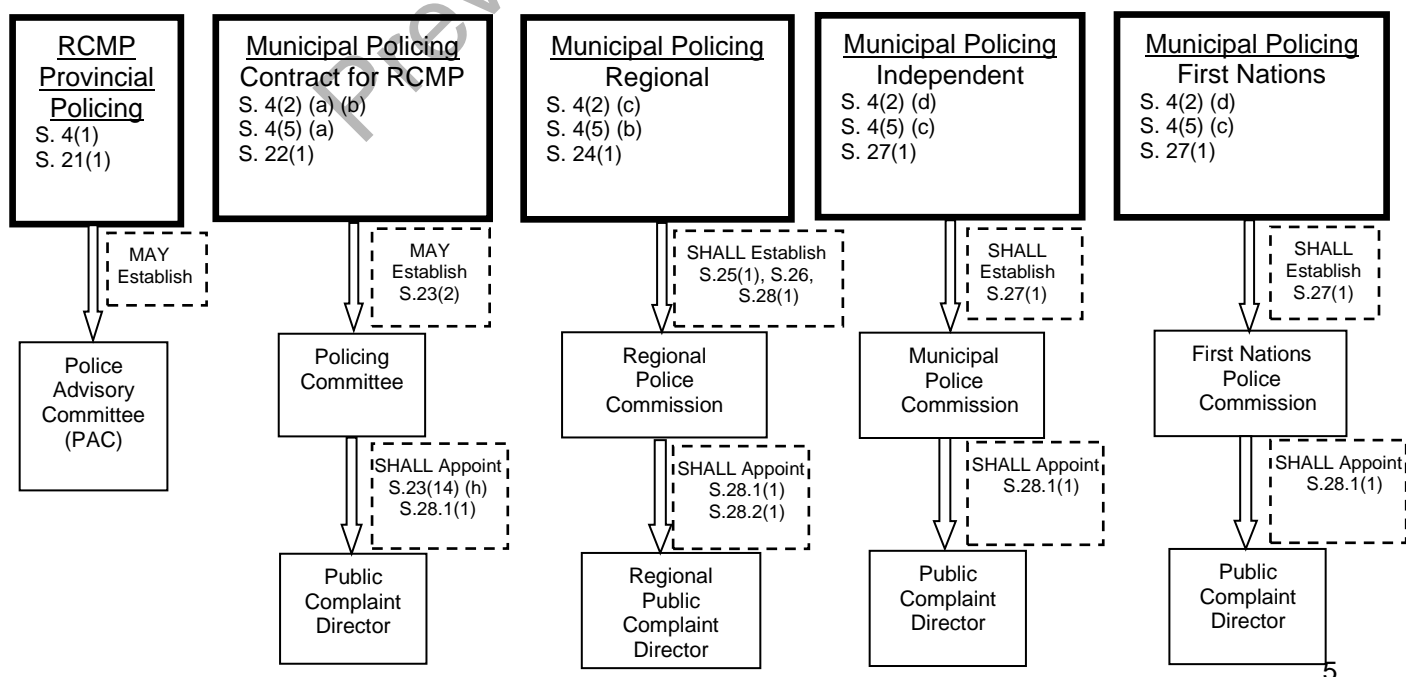 RCMP
Provincial
Policing
S. 4(1)
S. 21(1)
Municipal Policing
Contract for RCMP
S. 4(2) (a) (b)
S. 4(5) (a)
S. 22(1)
Municipal Policing
Regional
S. 4(2) (c)
S. 4(5) (b)
S. 24(1)
Municipal Policing
Independent
S. 4(2) (d)
S. 4(5) (c)
S. 27(1)
Municipal Policing
First Nations
S. 4(2) (d)
S. 4(5) (c)
S. 27(1)
MAY
Establish
MAY
Establish
S.23(2)
SHALL Establish
S.25(1), S.26,
S.28(1)
SHALL
Establish
S.27(1)
SHALL
Establish
S.27(1)
Police
Advisory
Committee
(PAC)
Policing
Committee
Regional
Police
Commission
Municipal
Police
Commission
First Nations
Police
Commission
SHALL Appoint
S.23(14) (h)
S.28.1(1)
SHALL Appoint
S.28.1(1)
S.28.2(1)
SHALL Appoint
S.28.1(1)
SHALL Appoint
S.28.1(1)
Public
Complaint
Director
Regional
Public
Complaint
Director
Public
Complaint
Director
Public
Complaint
Director
5